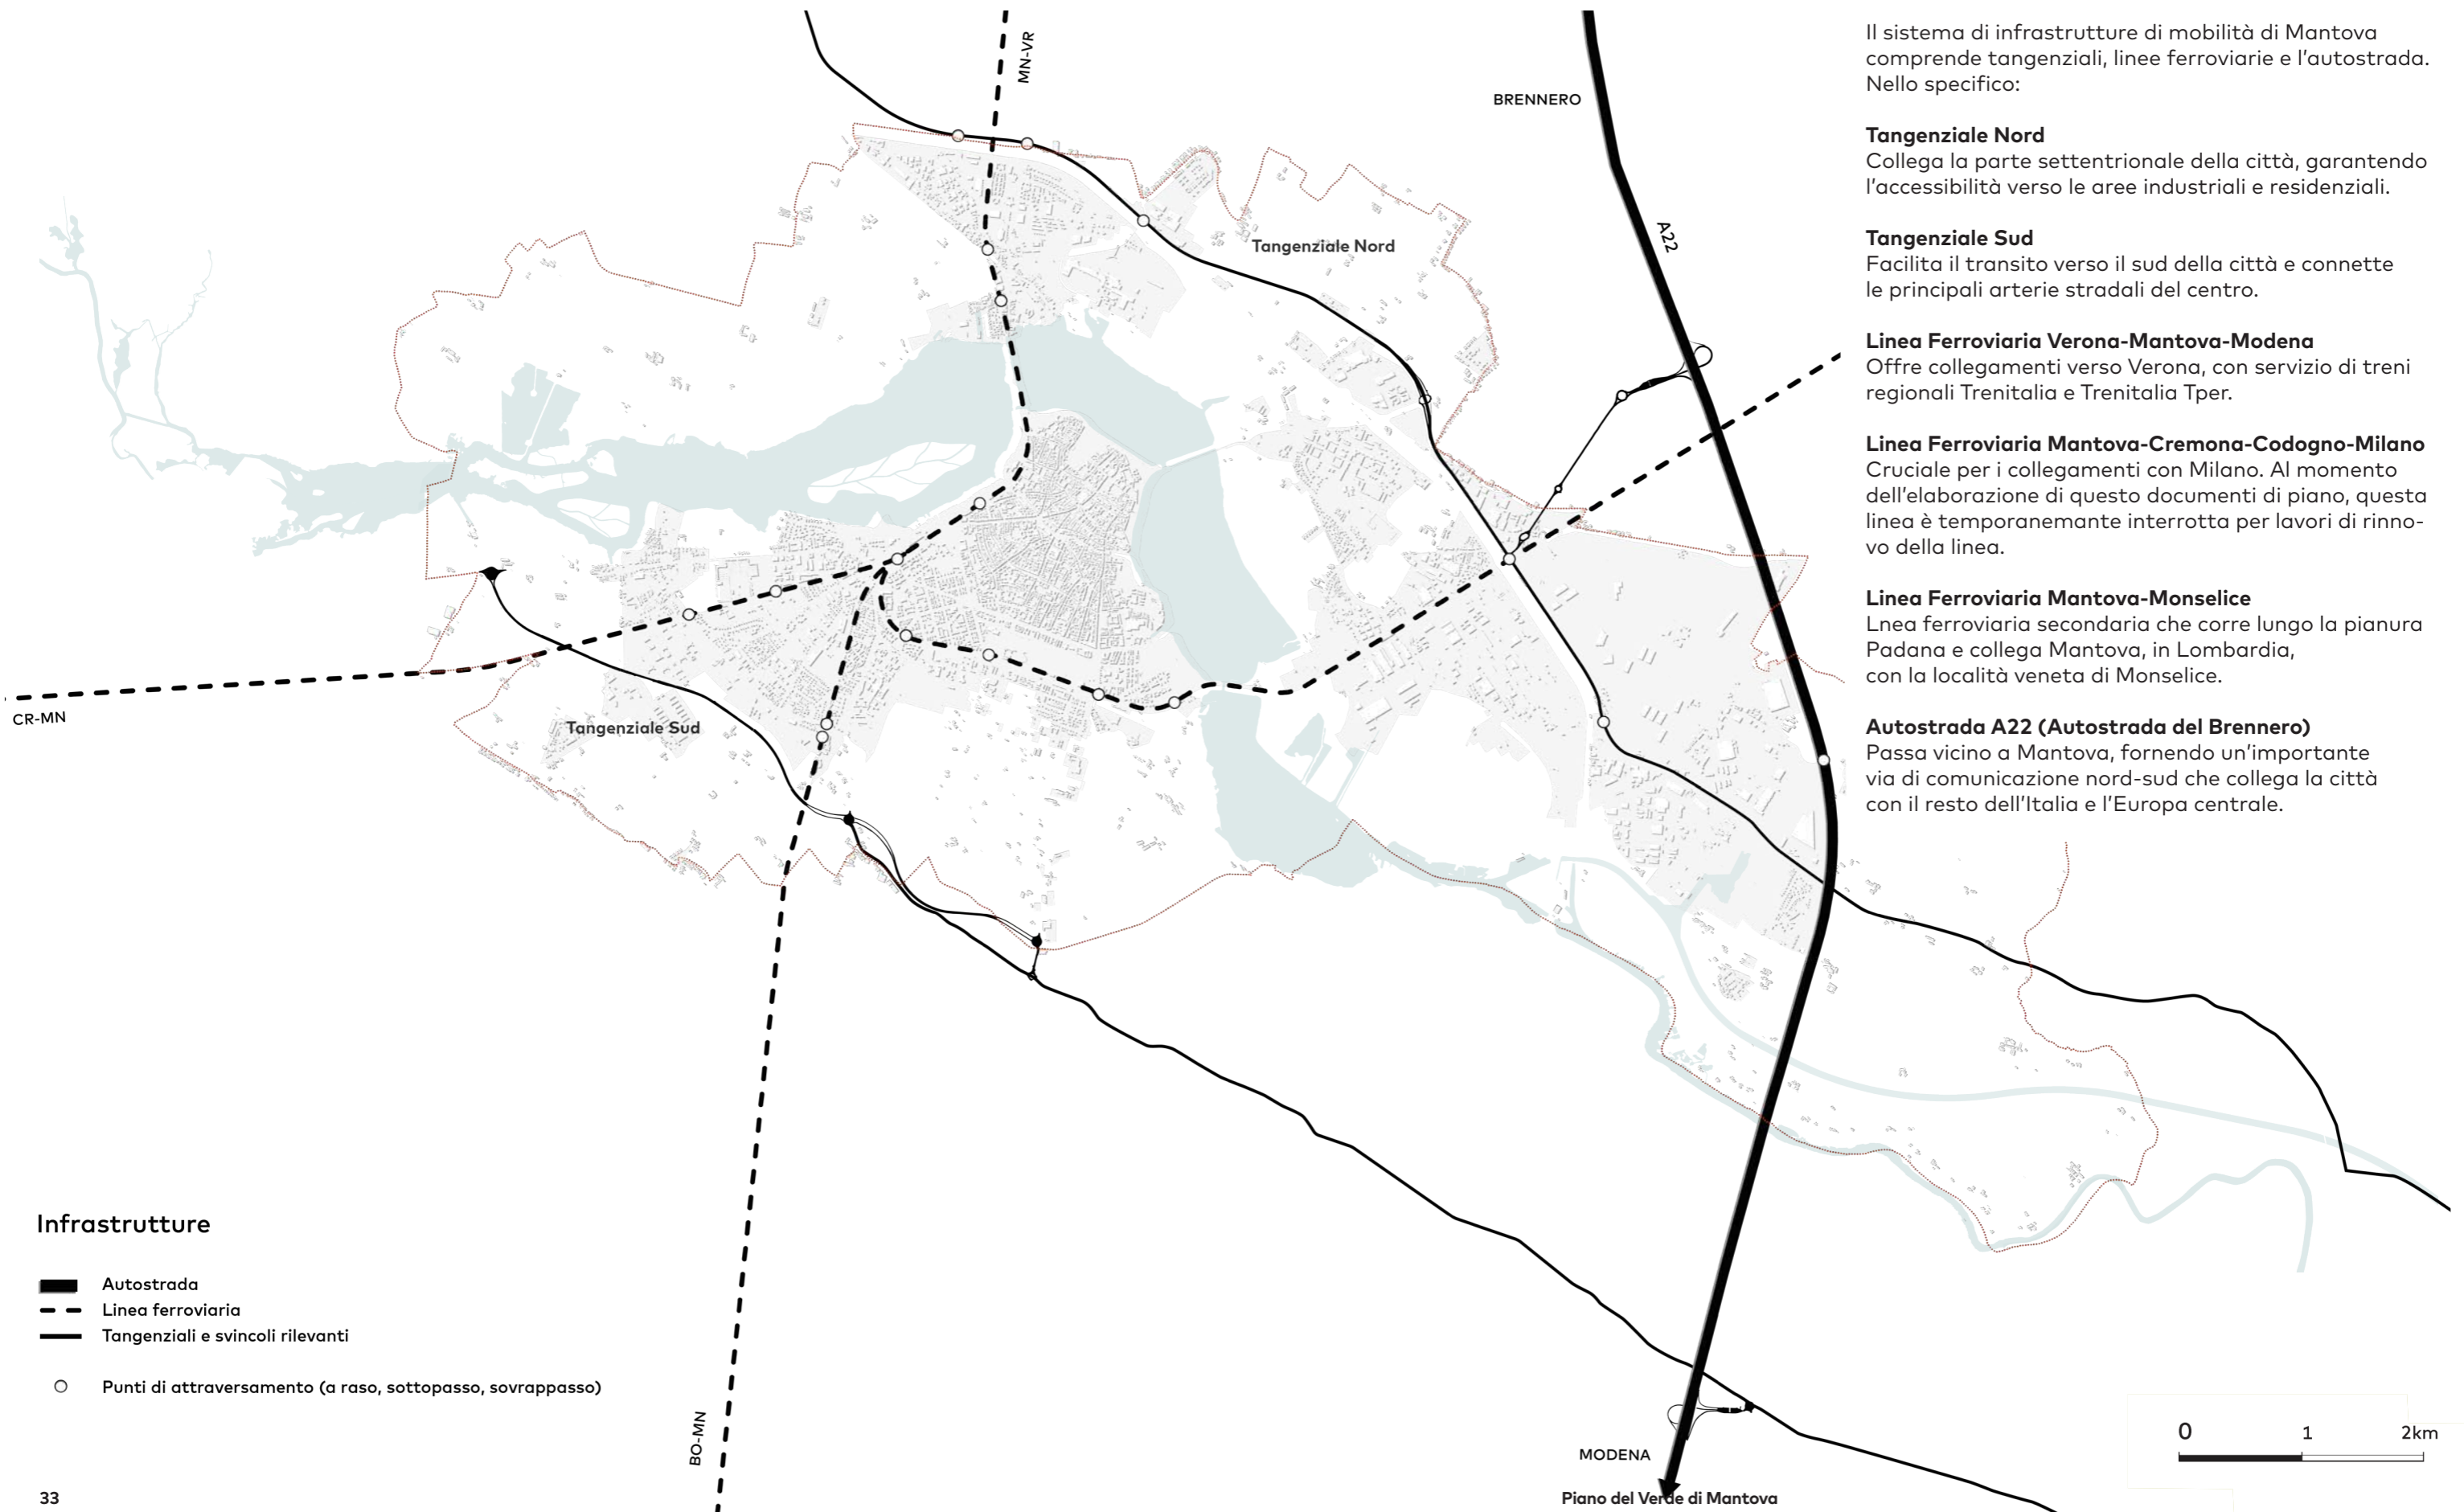 MN-VR
BRENNERO
A22
Tangenziale Nord
Tangenziale Sud
CR-MN
BO-MN
MODENA
Il sistema di infrastrutture di mobilità di Mantova
comprende tangenziali, linee ferroviarie e l'autostrada.
Nello specifico:
Tangenziale Nord
Collega la parte settentrionale della città, garantendo
l'accessibilità verso le aree industriali e residenziali.
Tangenziale Sud
Facilita il transito verso il sud della città e connette
le principali arterie stradali del centro.
Linea Ferroviaria Verona-Mantova-Modena
Offre collegamenti verso Verona, con servizio di treni
regionali Trenitalia e Trenitalia Tper.
Linea Ferroviaria Mantova-Cremona-Codogno-Milano
Cruciale per i collegamenti con Milano. Al momento
dell'elaborazione di questo documenti di piano, questa
linea è temporanemante interrotta per lavori di rinno-
vo della linea.
Linea Ferroviaria Mantova-Monselice
Lnea ferroviaria secondaria che corre lungo la pianura
Padana e collega Mantova, in Lombardia,
con la località veneta di Monselice.
Autostrada A22 (Autostrada del Brennero)
Passa vicino a Mantova, fornendo un'importante
via di comunicazione nord-sud che collega la città
con il resto dell'Italia e l'Europa centrale.
Infrastrutture
Autostrada
Linea ferroviaria
Tangenziali e svincoli rilevanti
Punti di attraversamento (a raso, sottopasso, sovrappasso)
0 1 2km
33
Piano del Verde di Mantova